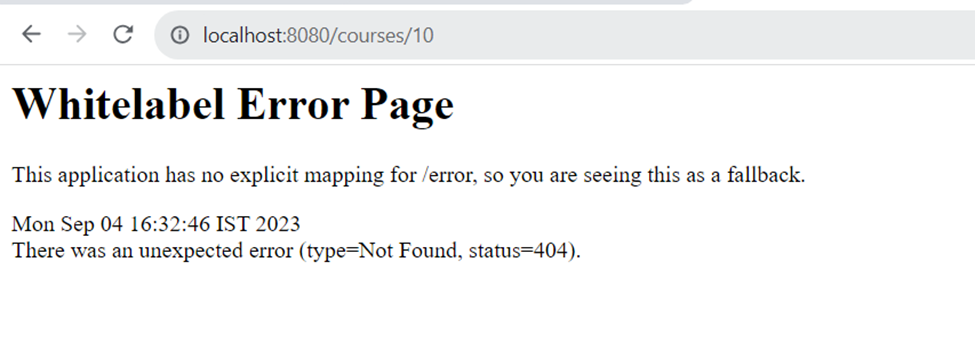 localhost:8080/courses/10
Whitelabel Error Page
This application has no explicit mapping for /error, so you are seeing this as a fallback.
Mon Sep 04 16:32:46 IST 2023
There was an unexpected error (type=Not Found, status=404).